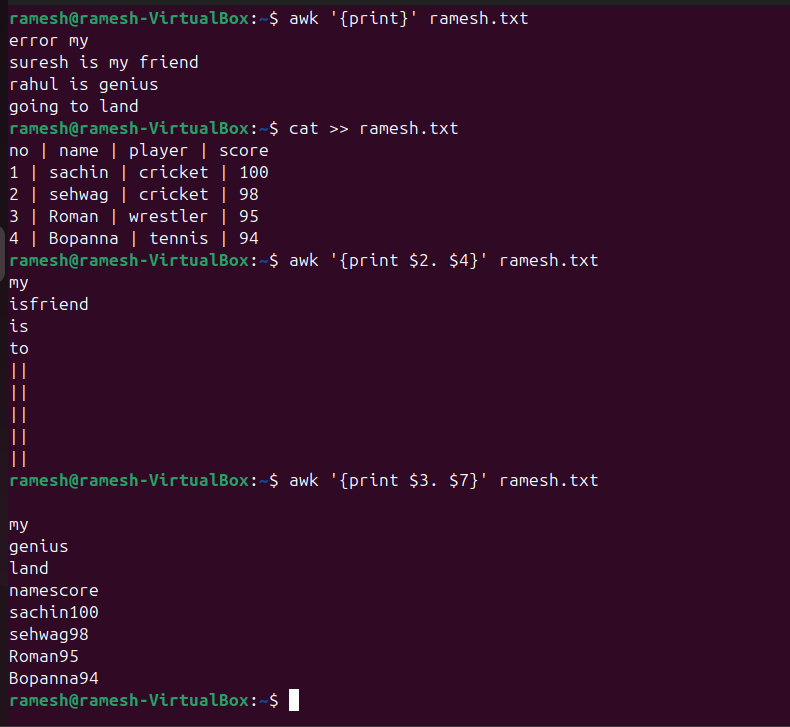 ramesh@ramesh-VirtualBox:~$ awk '{print}' ramesh.txt
error my
suresh is my friend
rahul is genius
going to land
ramesh@ramesh-VirtualBox:~$ cat >> ramesh.txt
no | name | player | score
1 | sachin | cricket | 100
2 | sehwag | cricket | 98
3 | Roman | wrestler | 95
4 | Bopanna | tennis | 94
ramesh@ramesh-VirtualBox:~$ awk '{print $2. $4}' ramesh.txt
my
isfriend
is
to
||
||
||
||
||
ramesh@ramesh-VirtualBox:~$ awk '{print $3. $7}' ramesh.txt

my
genius
land
namescore
sachin100
sehwag98
Roman95
Bopanna94
ramesh@ramesh-VirtualBox:~$